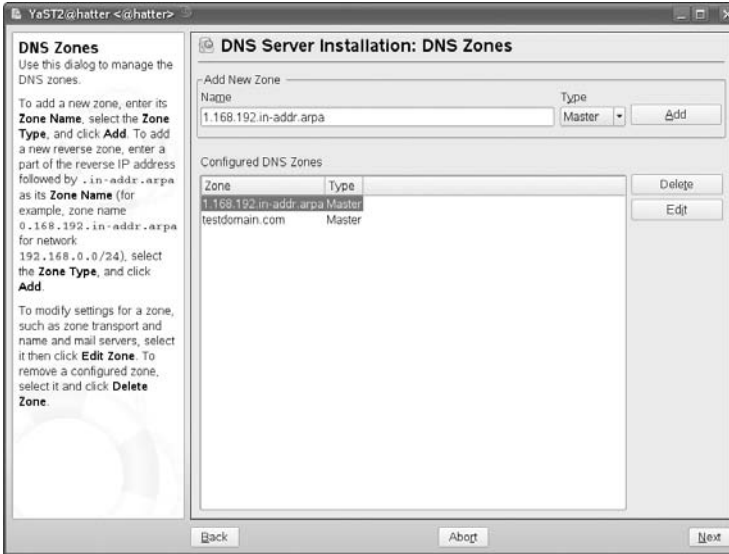 YaST2@hatter <@hatter>
DNS Zones
Use this dialog to manage the
DNS zones.
To add a new zone, enter its
Zone Name, select the Zone
Type, and click Add. To add
a new reverse zone, enter a
part of the reverse IP address
followed by .in-addr.arpa
as its Zone Name (for
example, zone name
0.168.192.in-addr.arpa
for network
192.168.0.0/24), select
the Zone Type, and click
Add.
To modify settings for a zone,
such as zone transport and
name and mail servers, select
it then click Edit Zone. To
remove a configured zone,
select it and click Delete
Zone.
DNS Server Installation: DNS Zones
Add New Zone
Name Type
1.168.192.in-addr.arpa Master Add
Configured DNS Zones
Zone Type
1.168.192.in-addr.arpa Master
testdomain.com Master
Delete
Edit
Back Abort Next